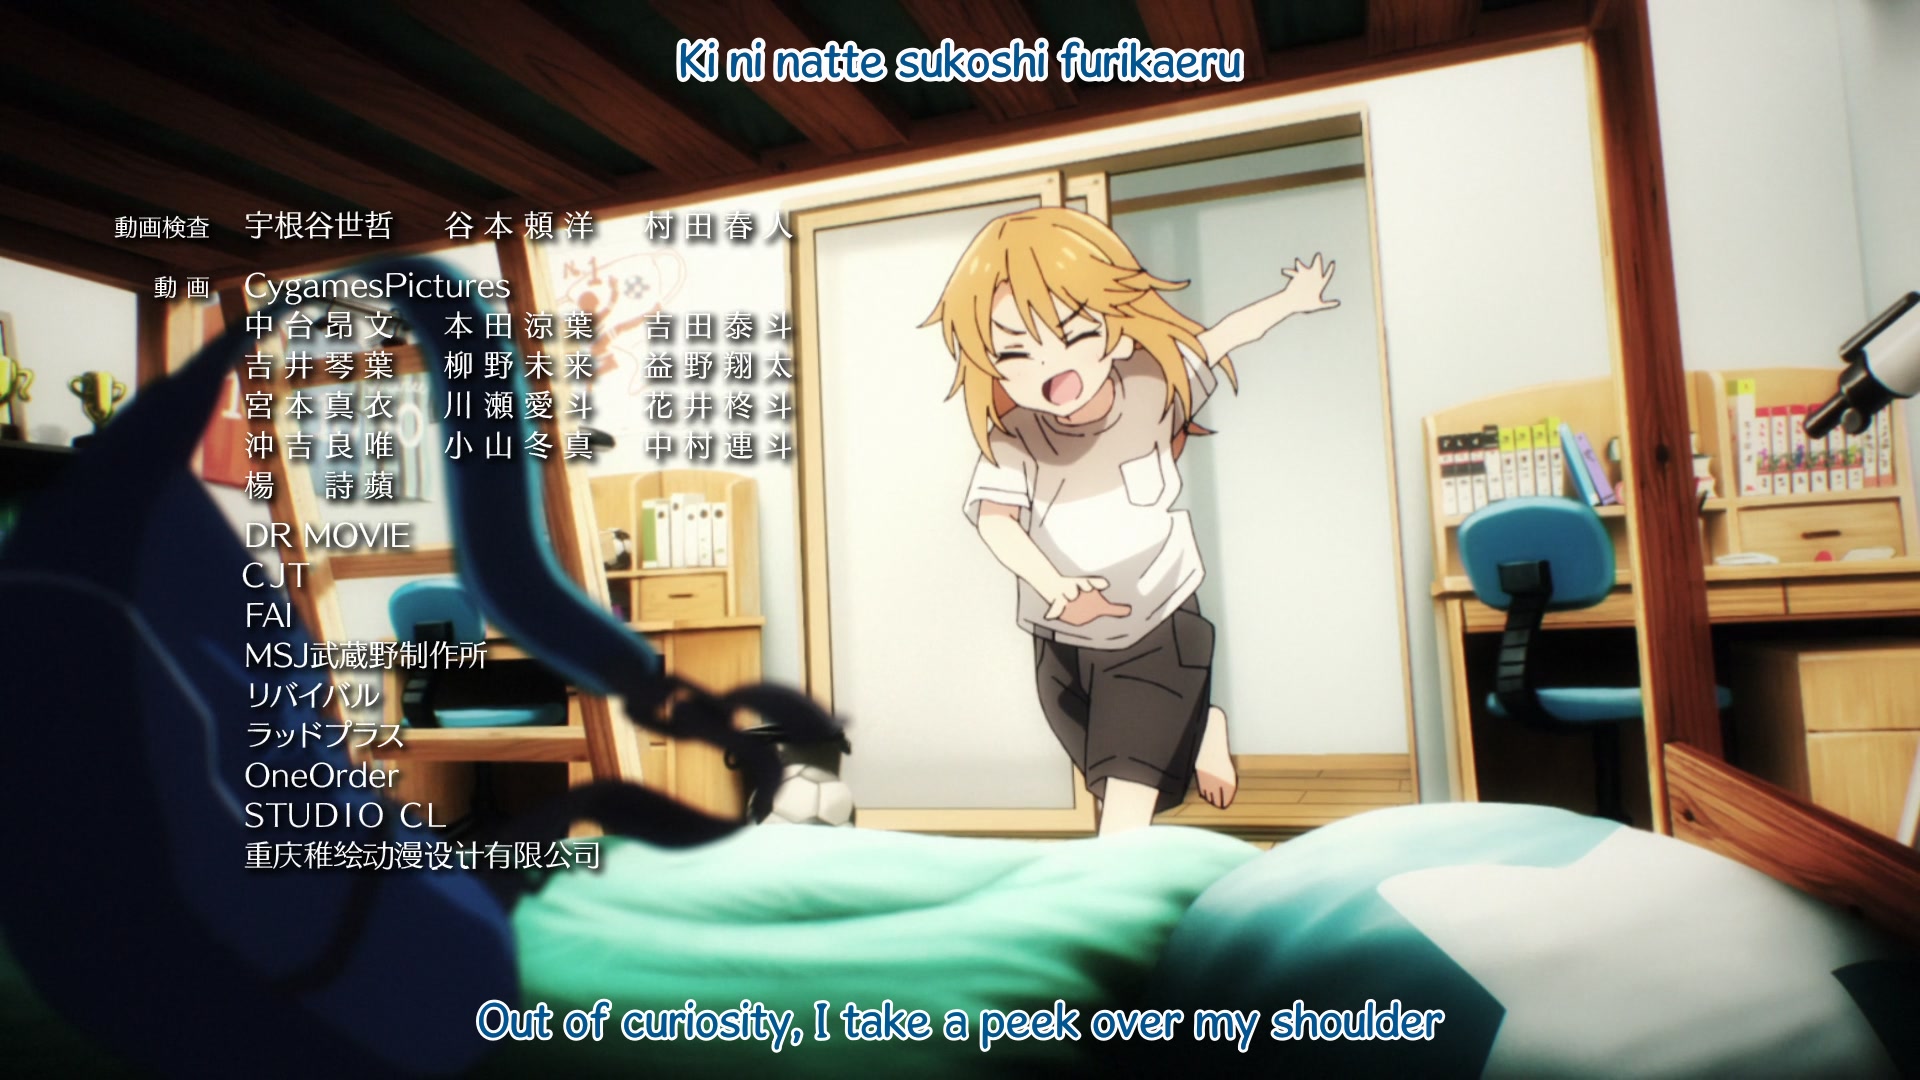 Ki ni natte sukoshi furikaeru
動画検査 宇根谷世哲 谷本頼洋 村田春人
動画 CygamesPictures
中台昂文 本田涼葉 吉田泰斗
吉井琴葉 柳野未来 益野翔太
宮本真衣 川瀬愛斗 花井柊斗
沖吉良唯 小山冬真 中村連斗
楊 詩蘋
DR MOVIE
CJT
FAI
MSJ武蔵野制作所
リバイバル
ラッドプラス
OneOrder
STUDIO CL
重庆稚绘动漫设计有限公司
Out of curiosity, I take a peek over my shoulder